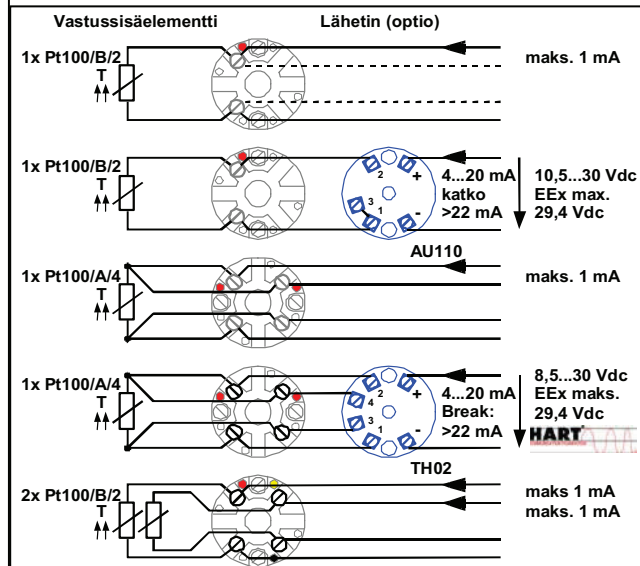 Vastussisäelementti Lähetin (optio)
1x Pt100/B/2
T
maks. 1 mA
1x Pt100/B/2
T
2
3
1
+
-
4...20 mA
katko
>22 mA
10,5...30 Vdc
EEx max.
29,4 Vdc
AU110
1x Pt100/A/4
T
maks. 1 mA
1x Pt100/A/4
T
2
4
3
1
+
-
4...20 mA
Break:
>22 mA
8,5...30 Vdc
EEx maks.
29,4 Vdc
HART
TH02
2x Pt100/B/2
T
maks 1 mA
maks. 1 mA